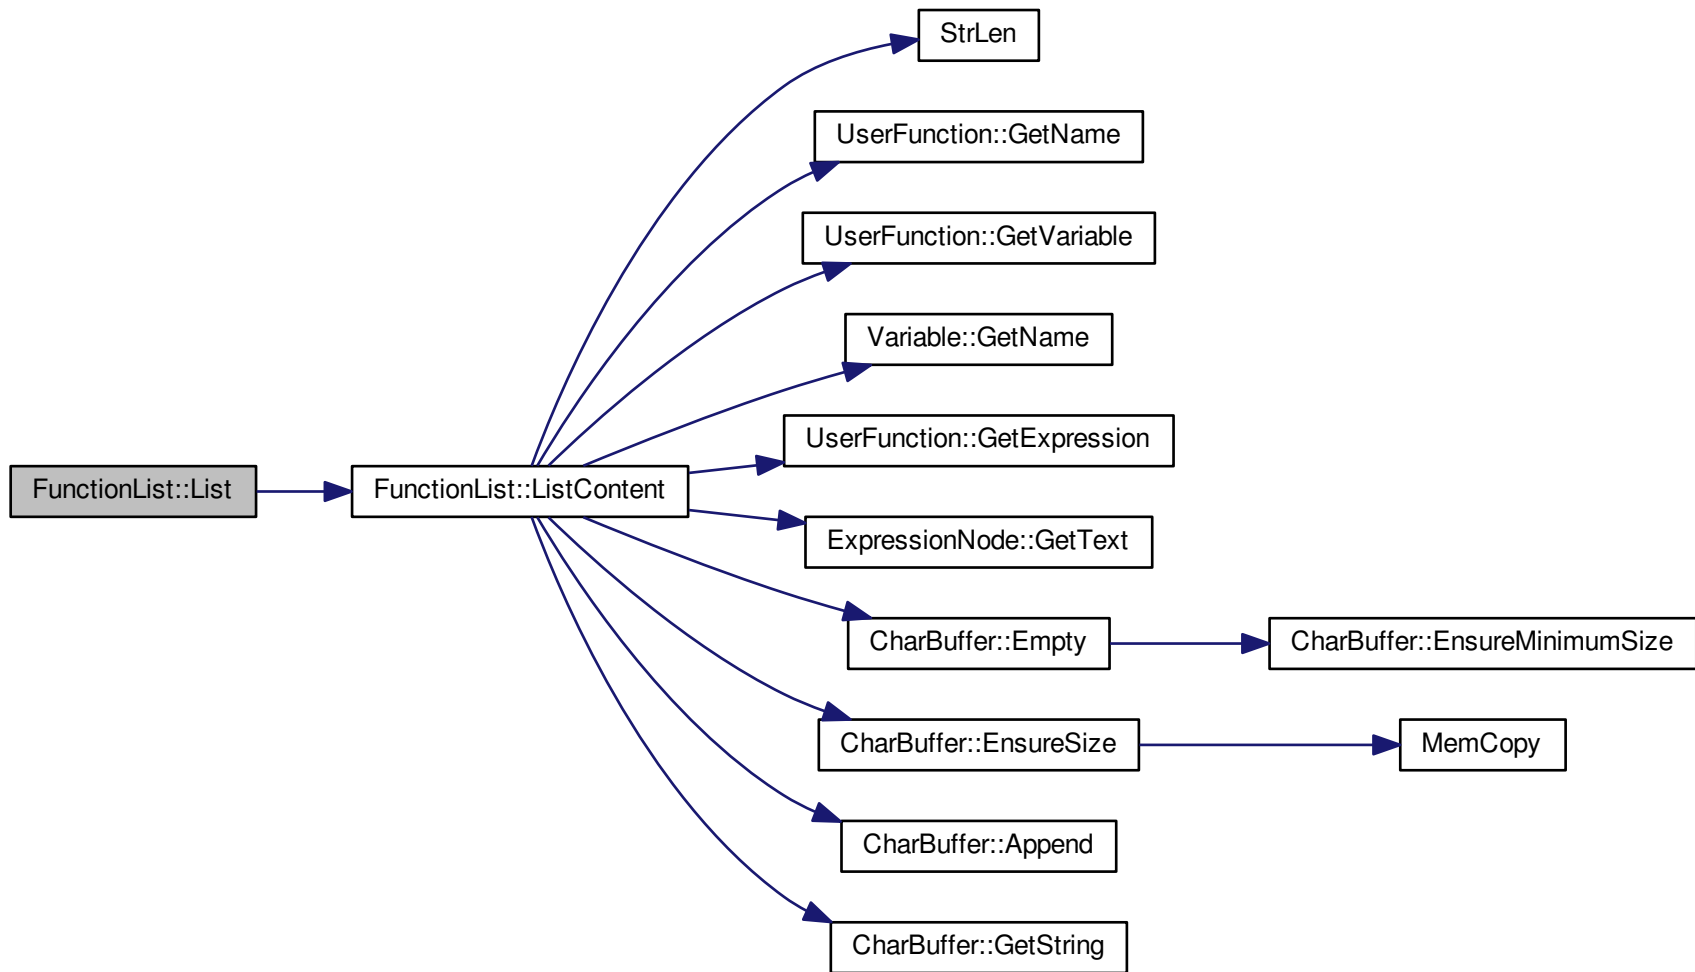 StrLen
UserFunction::GetName
UserFunction::GetVariable
Variable::GetName
UserFunction::GetExpression
FunctionList::List
FunctionList::ListContent
ExpressionNode::GetText
CharBuffer::Empty
CharBuffer::EnsureMinimumSize
CharBuffer::EnsureSize
MemCopy
CharBuffer::Append
CharBuffer::GetString